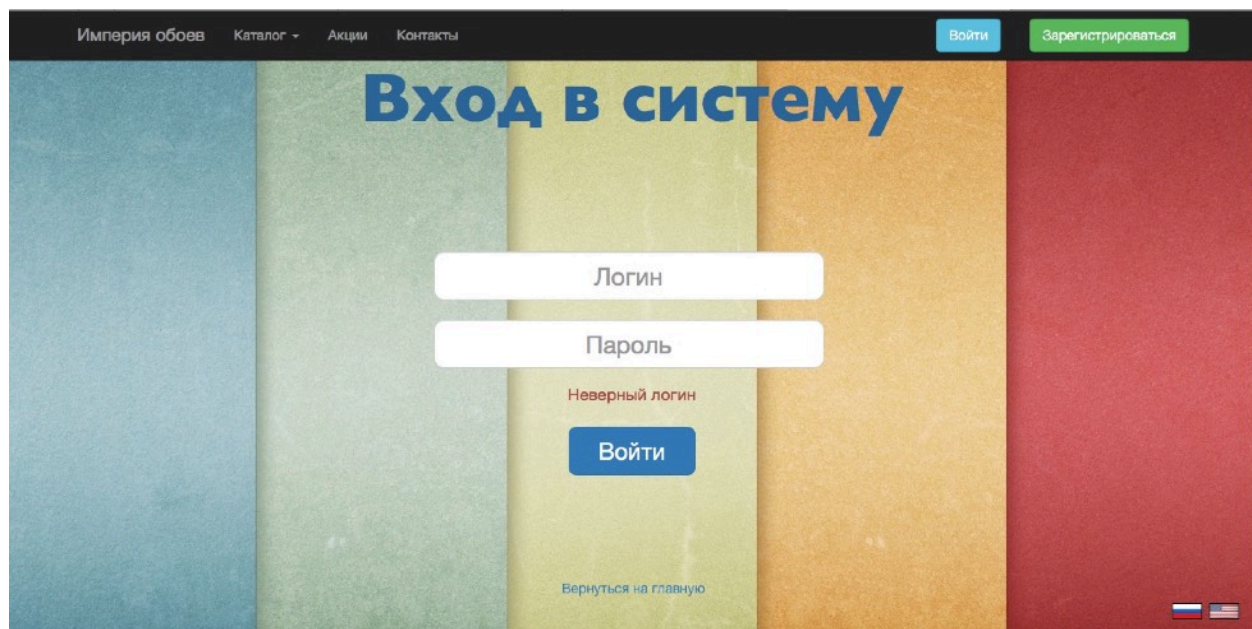 Империя обоев Каталог Акции Контакты Войти Зарегистрироваться
Вход в систему
Логин
Пароль
Неверный логин
Войти
Вернуться на главную